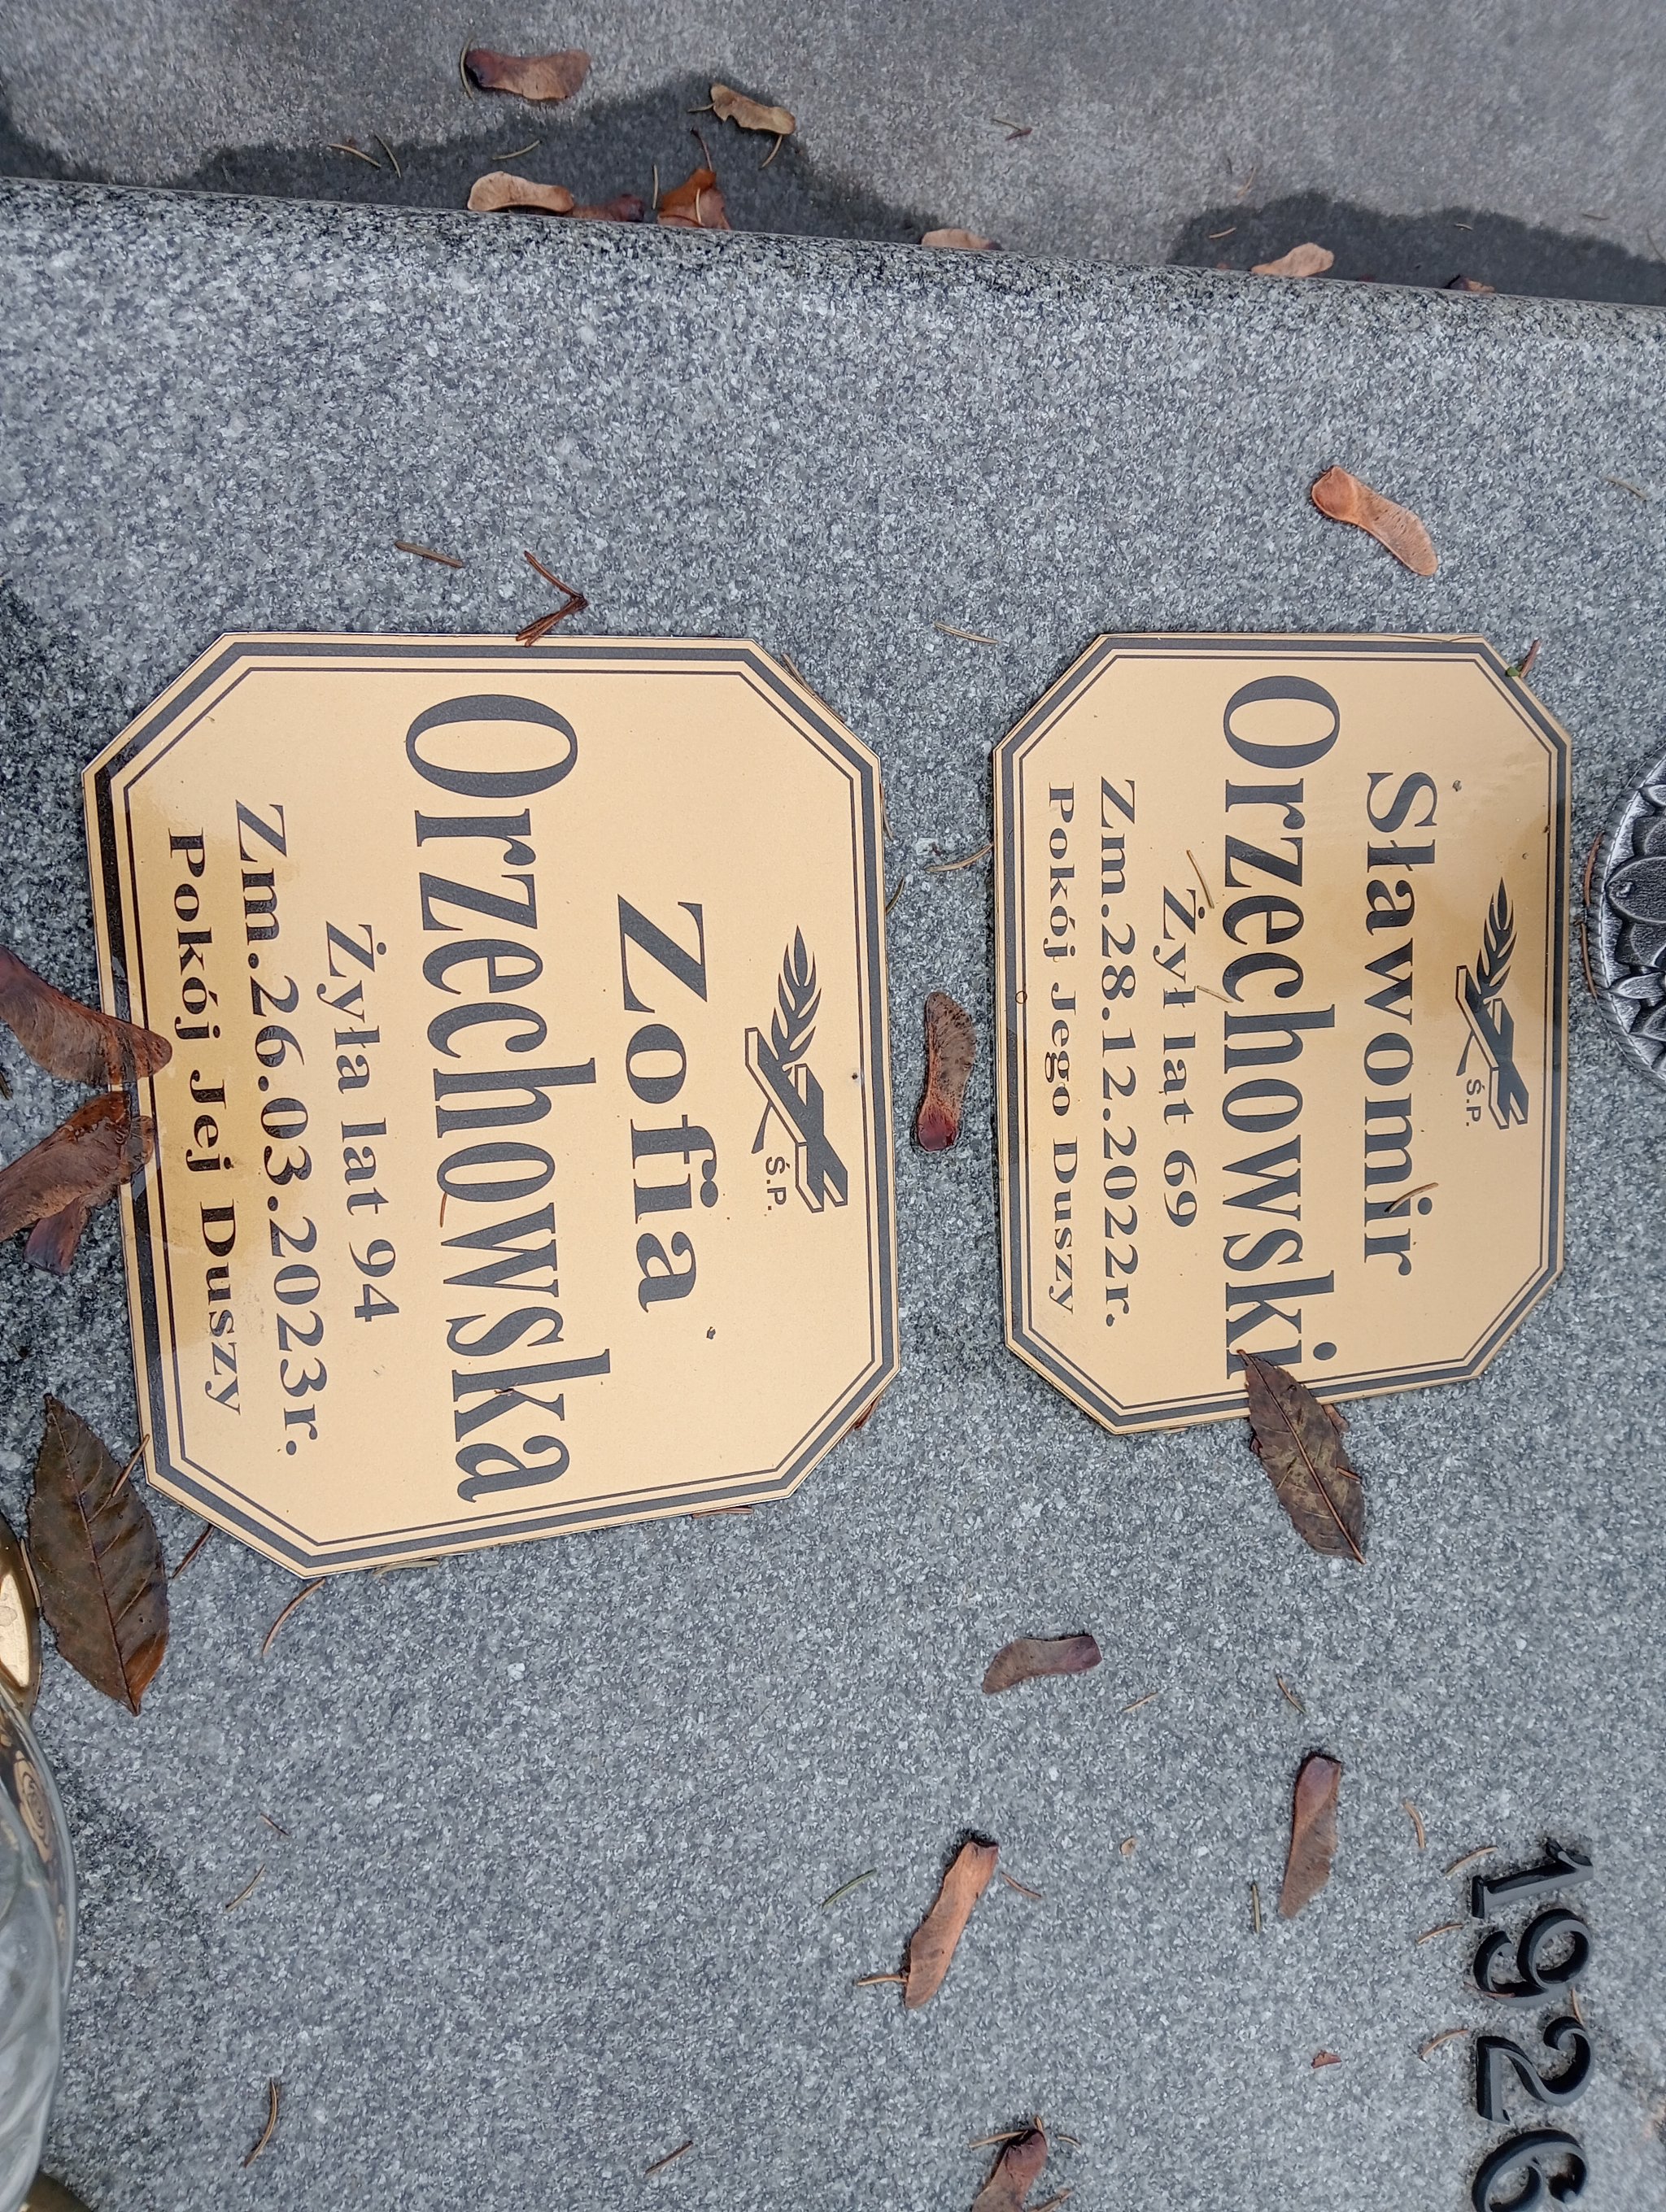 Ś.P.
Sławomir
Orzechowski
Żył lat 69
Zm.28.12.2022r.
Pokój Jego Duszy
Ś.P.
Zofia
Orzechowska
Żyła lat 94
Zm.26.03.2023r.
Pokój Jej Duszy
1926